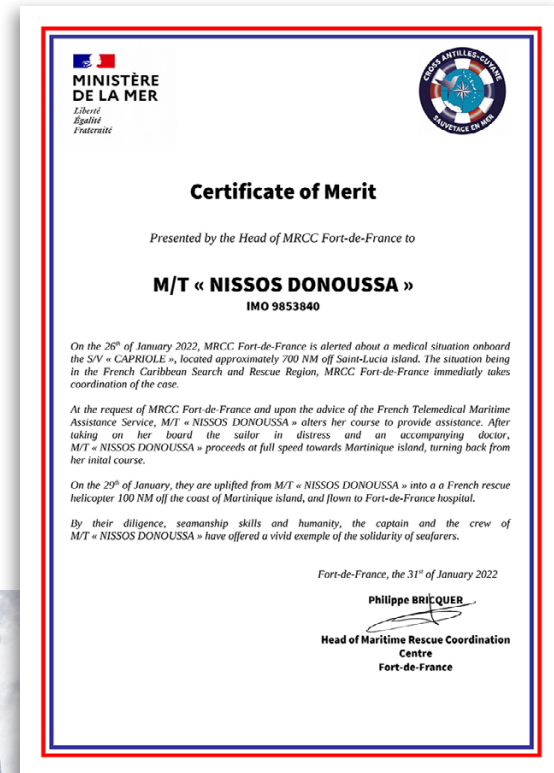 MINISTÈRE
DE LA MER
Liberté
Égalité
Fraternité
CROSS ANTILLES-GUYANE
SAUVETAGE EN MER
Certificate of Merit
Presented by the Head of MRCC Fort-de-France to
M/T « NISSOS DONOUSSA »
IMO 9853840
On the 26th of January 2022, MRCC Fort-de-France is alerted about a medical situation onboard
the S/V « CAPRIOLE », located approximately 700 NM off Saint-Lucia island. The situation being
in the French Caribbean Search and Rescue Region, MRCC Fort-de-France immediatly takes
coordination of the case.
At the request of MRCC Fort-de-France and upon the advice of the French Telemedical Maritime
Assistance Service, M/T « NISSOS DONOUSSA » alters her course to provide assistance. After
taking on her board the sailor in distress and an accompanying doctor,
M/T « NISSOS DONOUSSA » proceeds at full speed towards Martinique island, turning back from
her inital course.
On the 29th of January, they are uplifted from M/T « NISSOS DONOUSSA » into a a French rescue
helicopter 100 NM off the coast of Martinique island, and flown to Fort-de-France hospital.
By their diligence, seamanship skills and humanity, the captain and the crew of
M/T « NISSOS DONOUSSA » have offered a vivid exemple of the solidarity of seafarers.
Fort-de-France, the 31st of January 2022
Philippe BRICQUER
Head of Maritime Rescue Coordination
Centre
Fort-de-France